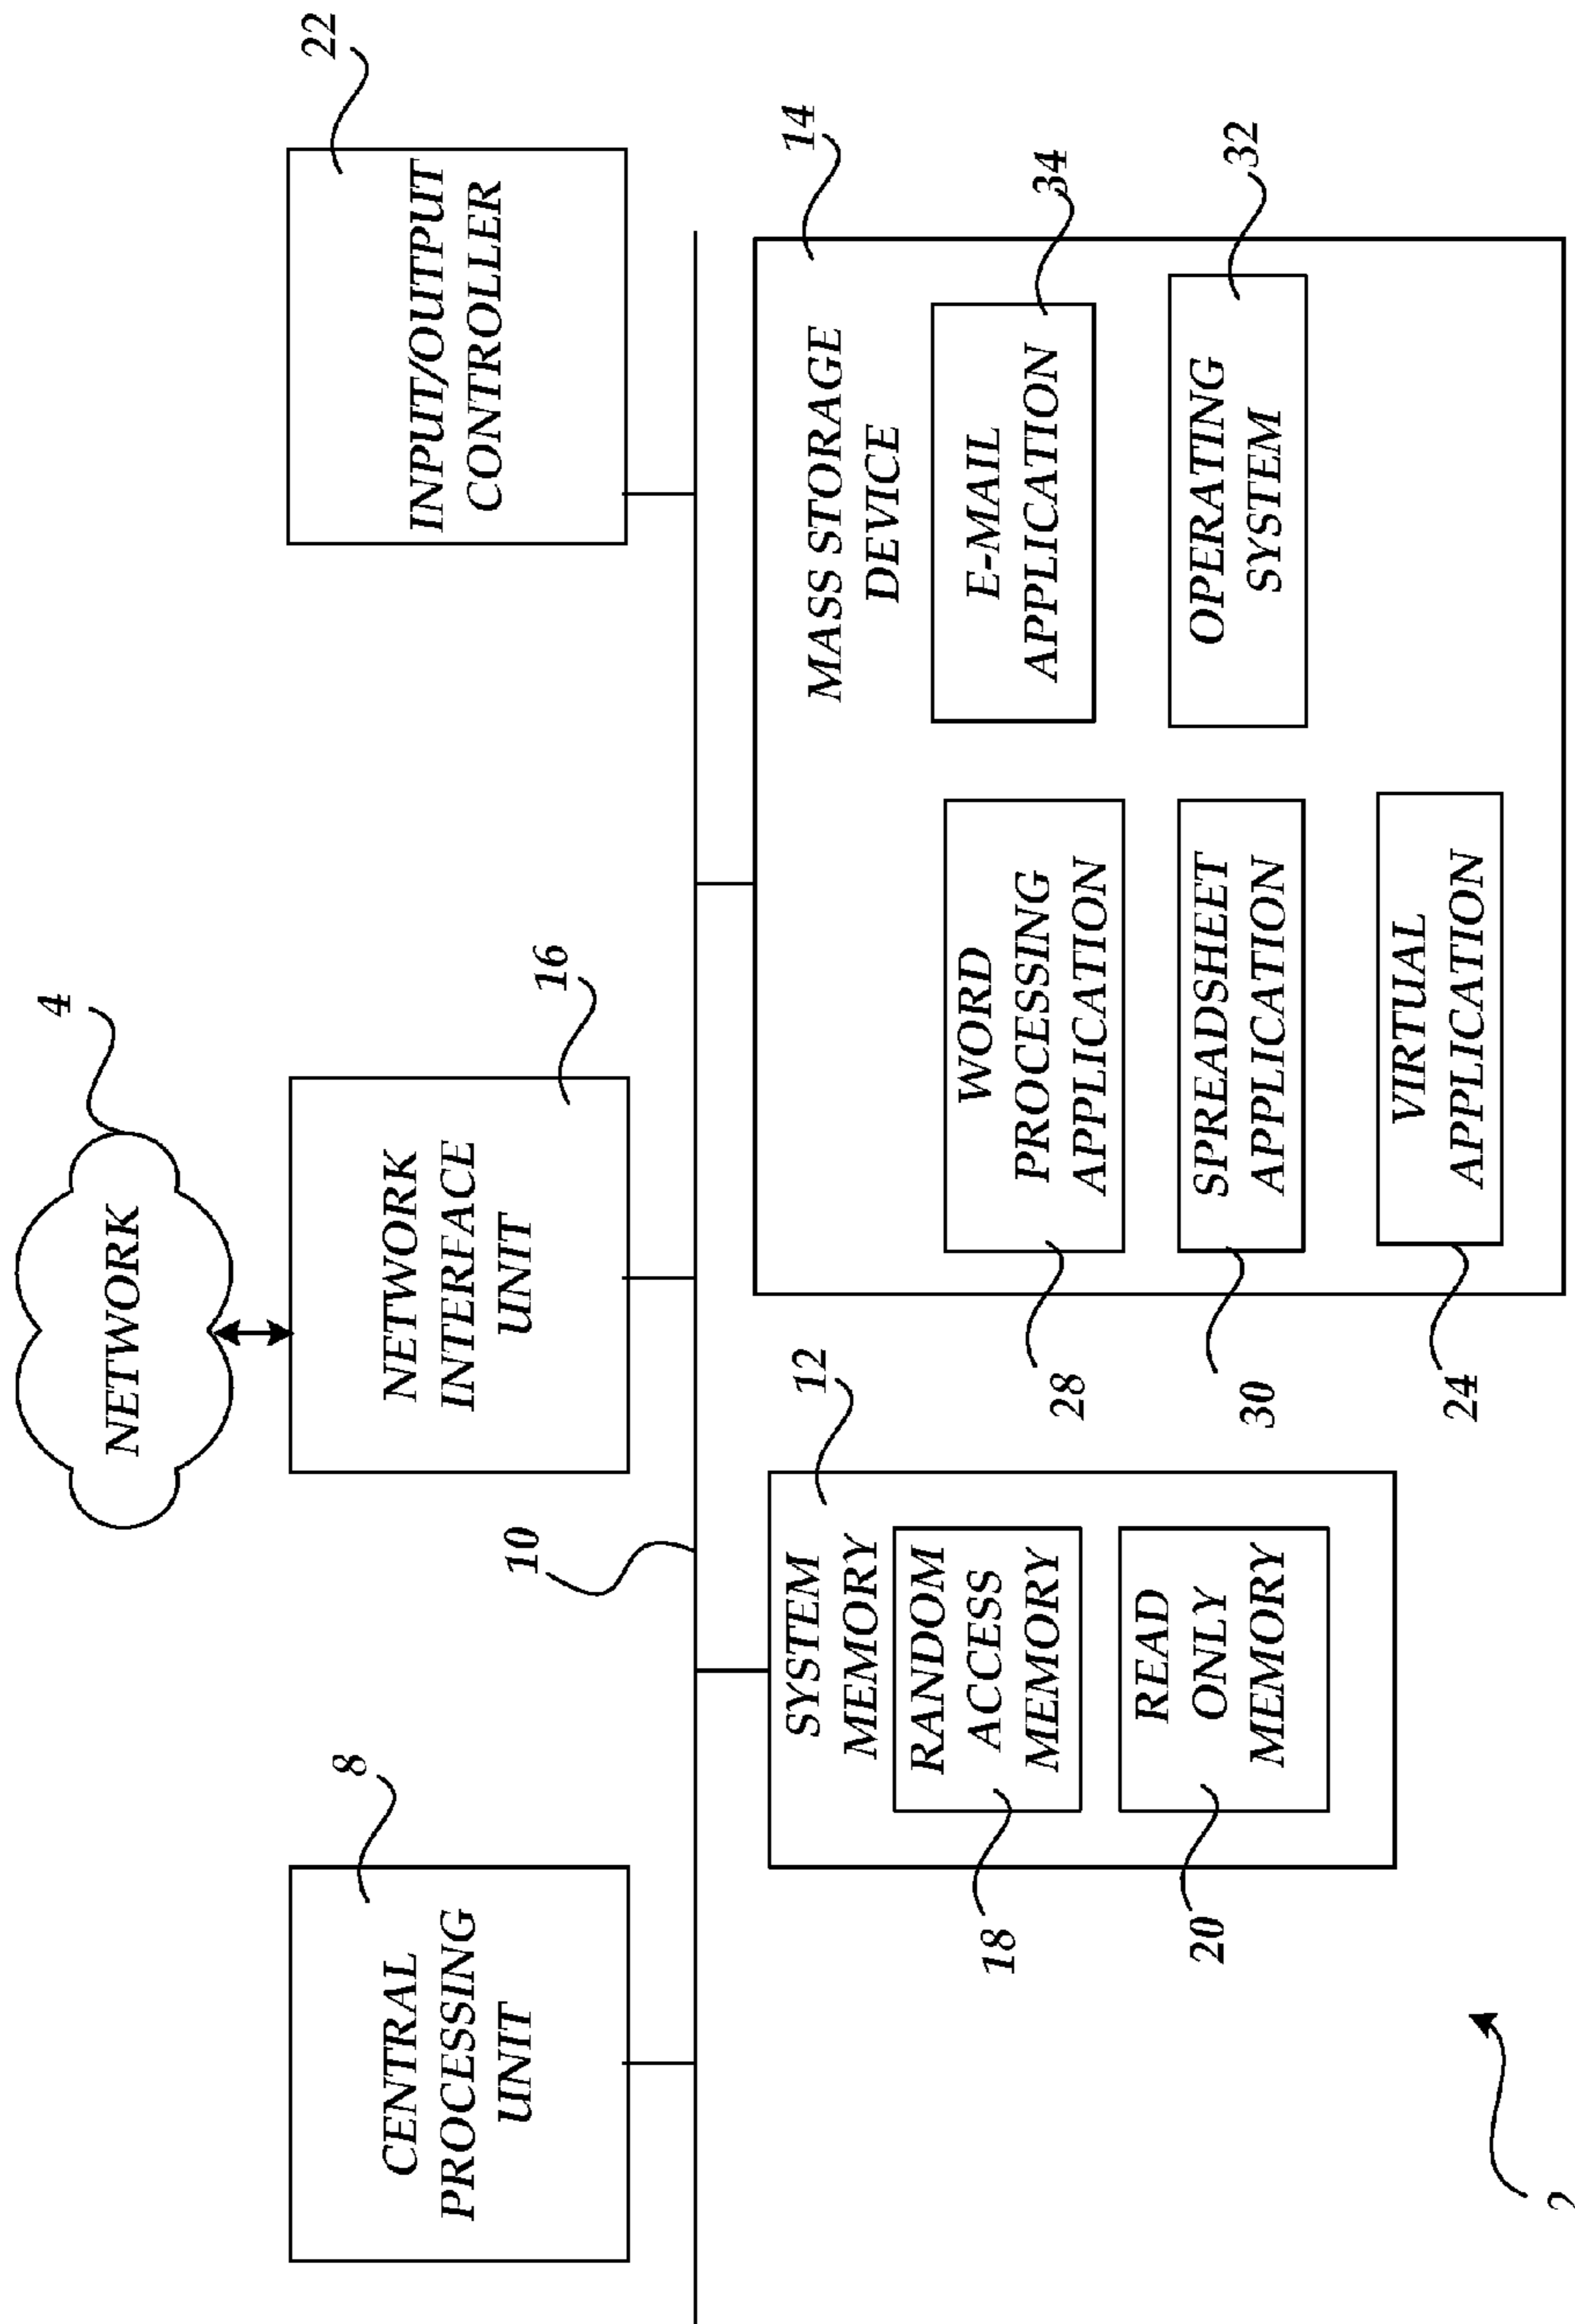 4
NETWORK
8
CENTRAL
PROCESSING
UNIT
NETWORK
INTERFACE
UNIT
16
INPUT/OUTPUT
CONTROLLER
22
10
SYSTEM
MEMORY
12
RANDOM
ACCESS
MEMORY
18
READ
ONLY
MEMORY
20
MASS STORAGE
DEVICE
14
WORD
PROCESSING
APPLICATION
28
E-MAIL
APPLICATION
34
SPREADSHEET
APPLICATION
30
OPERATING
SYSTEM
32
VIRTUAL
APPLICATION
24
2